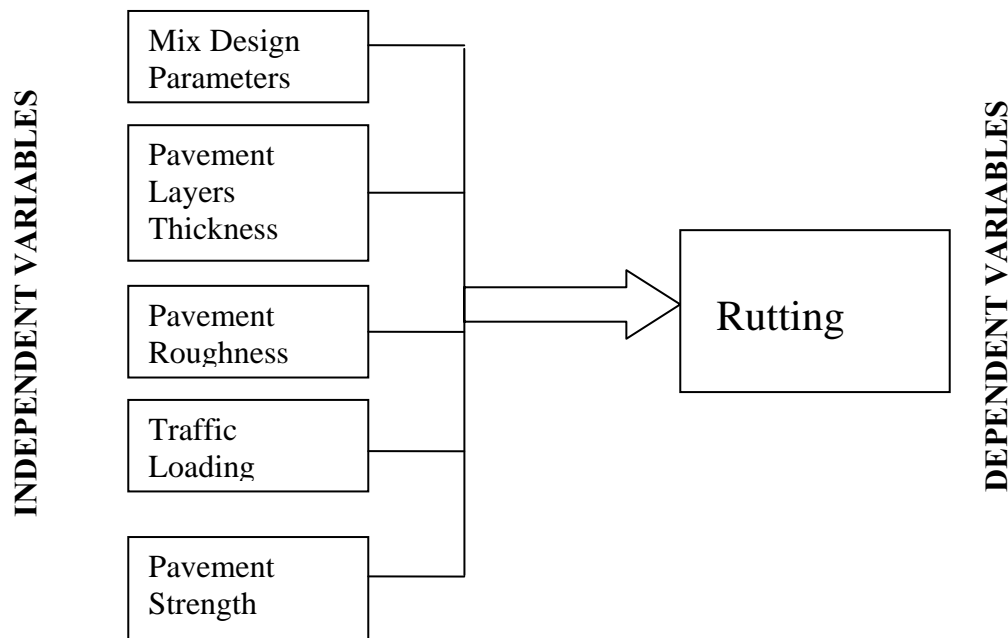 INDEPENDENT VARIABLES
Mix Design
Parameters
Pavement
Layers
Thickness
Pavement
Roughness
Traffic
Loading
Pavement
Strength
Rutting
DEPENDENT VARIABLES